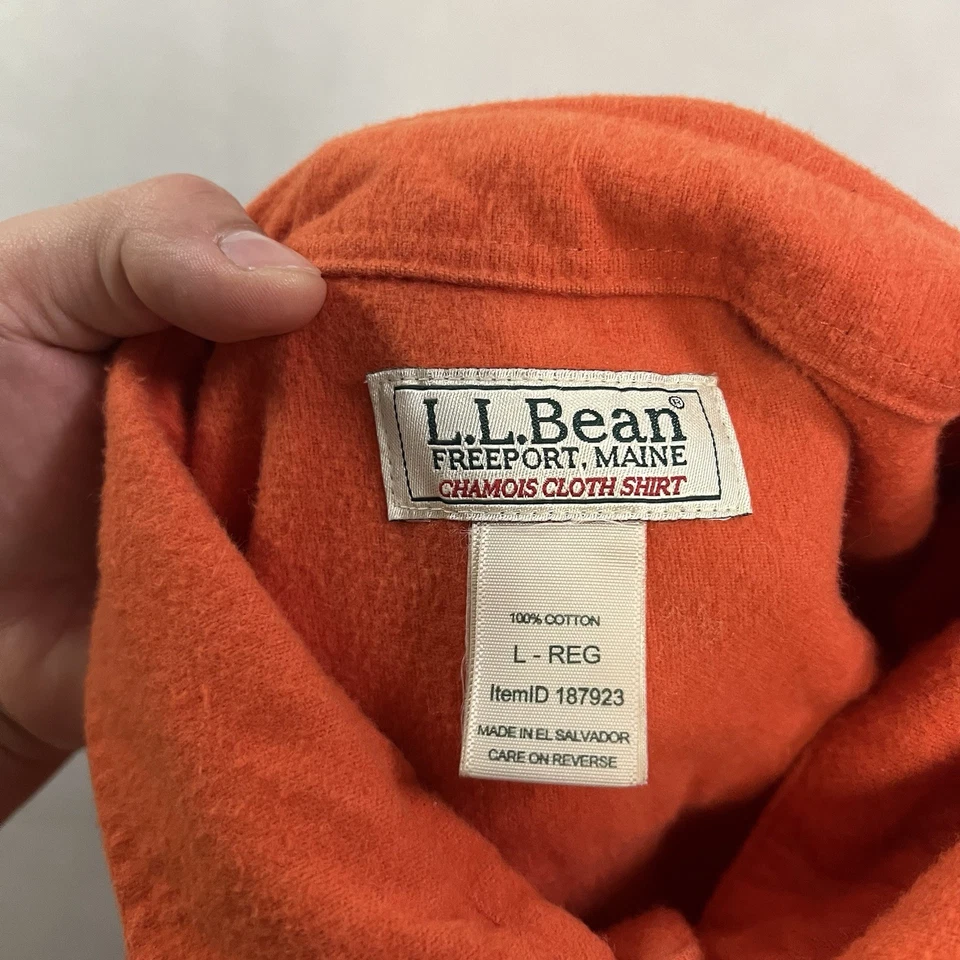 L.L.Bean®
FREEPORT, MAINE
CHAMOIS CLOTH SHIRT
100% COTTON
L - REG
ItemID 187923
MADE IN EL SALVADOR
CARE ON REVERSE